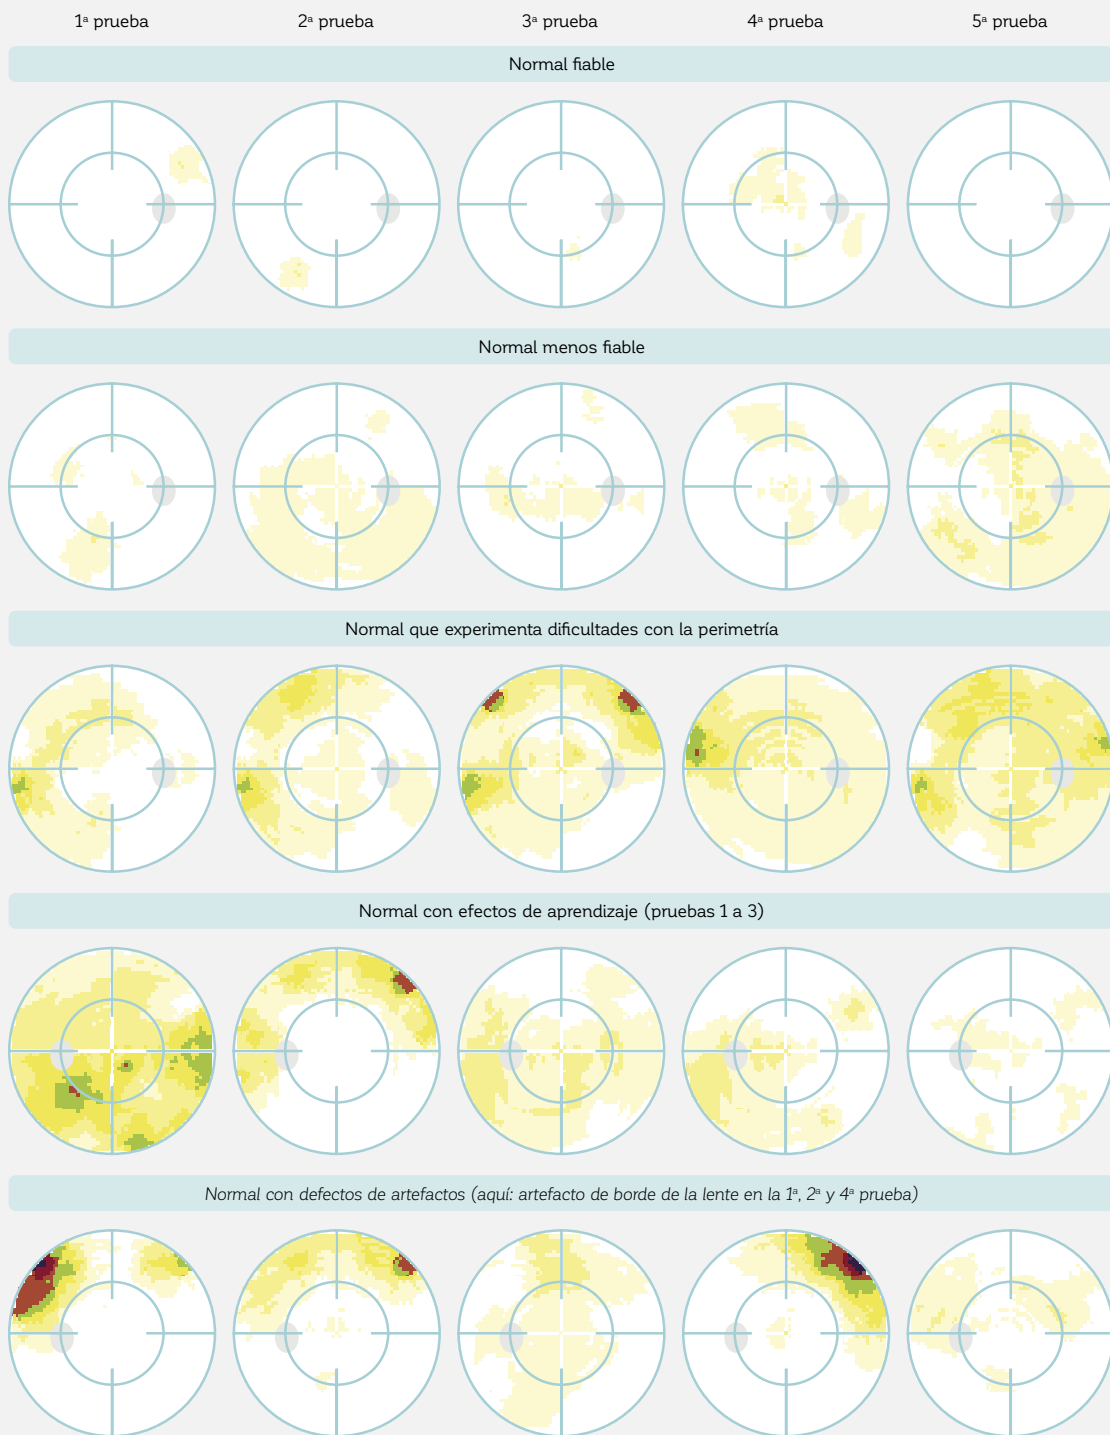 1ª prueba 2ª prueba 3ª prueba 4ª prueba 5ª prueba
Normal fiable
Normal menos fiable
Normal que experimenta dificultades con la perimetría
Normal con efectos de aprendizaje (pruebas 1 a 3)
Normal con defectos de artefactos (aquí: artefacto de borde de la lente en la 1ª, 2ª y 4ª prueba)